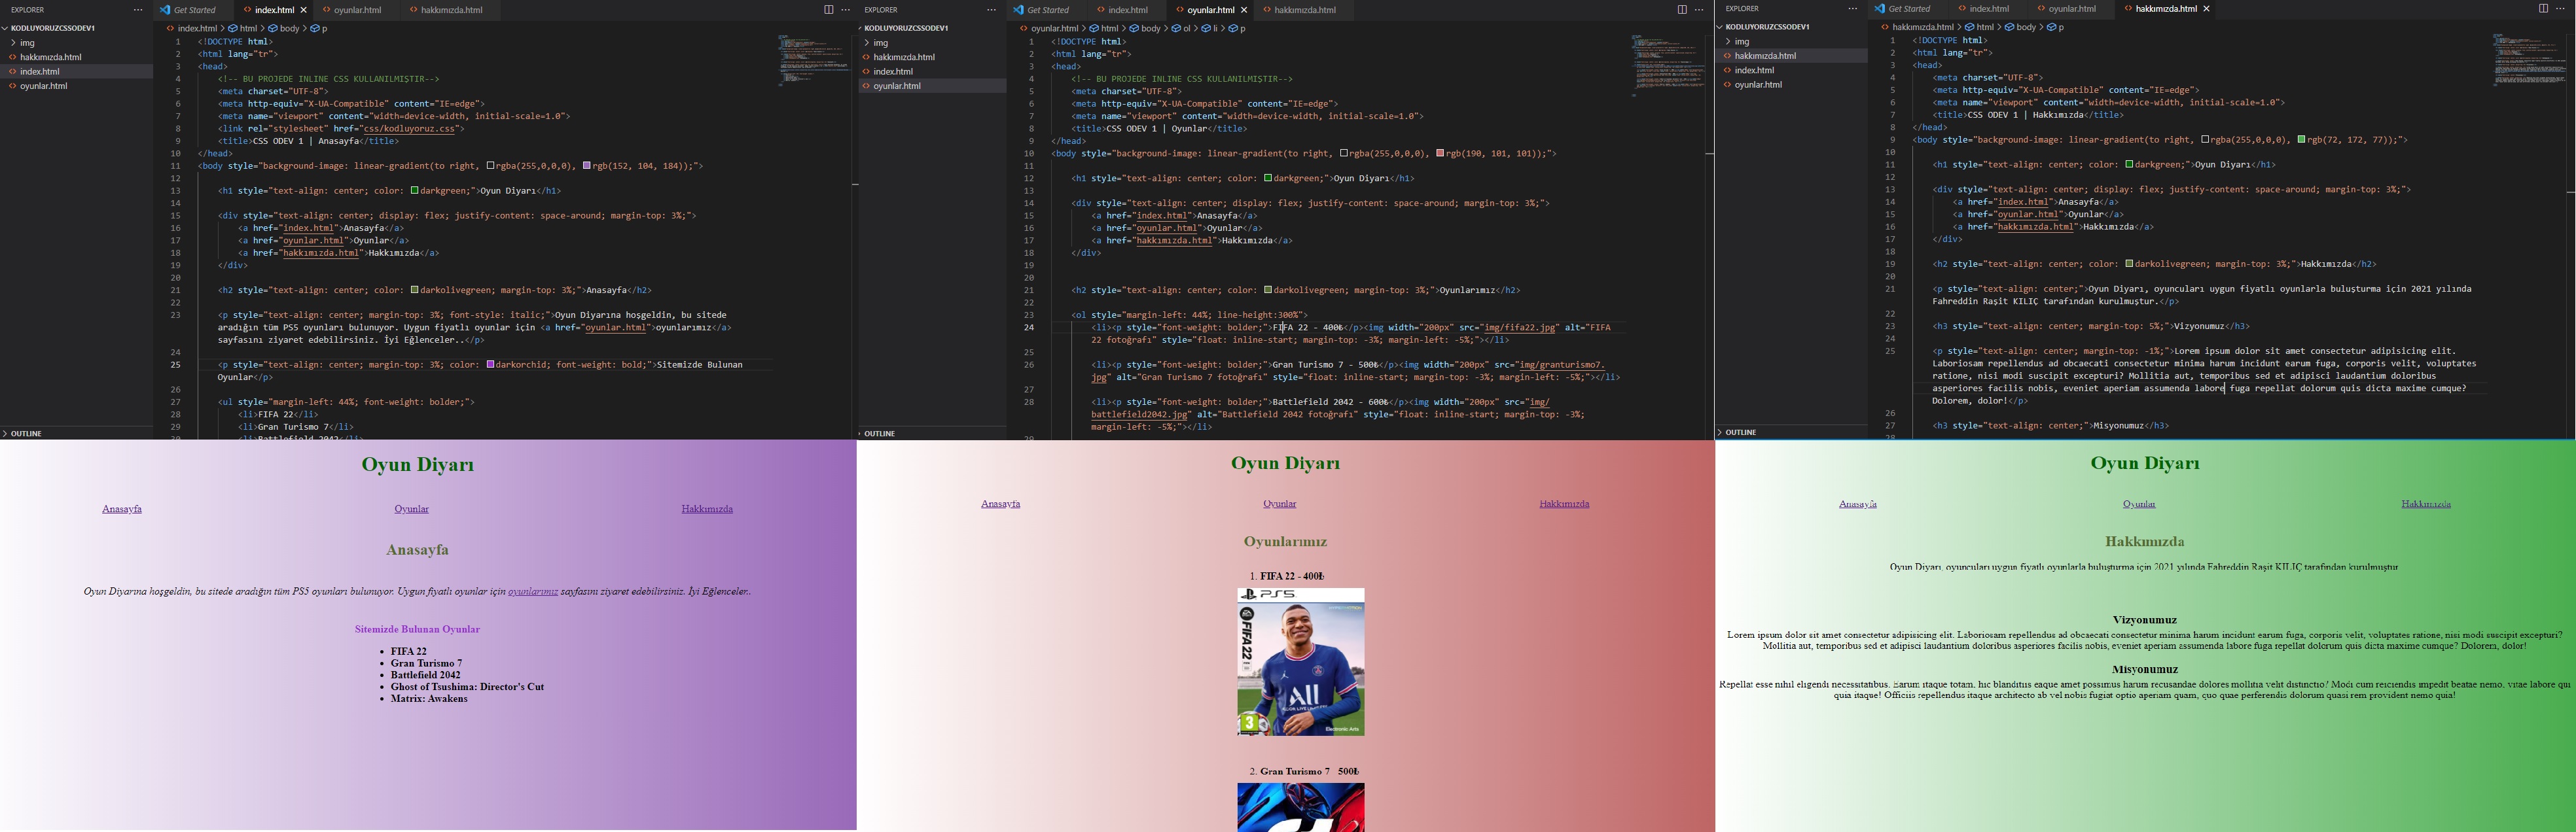 EXPLORER
KODLUYORUZCSSODEV1
img
hakkımızda.html
index.html
oyunlar.html
OUTLINE
Get Started
index.html
oyunlar.html
hakkımızda.html
index.html > html > body > p
1 <!DOCTYPE html>
2 <html lang="tr">
3 <head>
4 <!-- BU PROJEDE INLINE CSS KULLANILMIŞTIR-->
5 <meta charset="UTF-8">
6 <meta http-equiv="X-UA-Compatible" content="IE=edge">
7 <meta name="viewport" content="width=device-width, initial-scale=1.0">
8 <link rel="stylesheet" href="css/kodluyoruz.css">
9 <title>CSS ODEV 1 | Anasayfa</title>
10 </head>
11 <body style="background-image: linear-gradient(to right, rgba(255,0,0,0), rgb(152, 104, 184));">
12
13 <h1 style="text-align: center; color: darkgreen;">Oyun Diyarı</h1>
14
15 <div style="text-align: center; display: flex; justify-content: space-around; margin-top: 3%;">
16 <a href="index.html">Anasayfa</a>
17 <a href="oyunlar.html">Oyunlar</a>
18 <a href="hakkımızda.html">Hakkımızda</a>
19 </div>
20
21 <h2 style="text-align: center; color: darkolivegreen; margin-top: 3%;">Anasayfa</h2>
22
23 <p style="text-align: center; margin-top: 3%; font-style: italic;">Oyun Diyarına hoşgeldin, bu sitede
aradığın tüm PS5 oyunları bulunuyor. Uygun fiyatlı oyunlar için <a href="oyunlar.html">oyunlarımız</a>
sayfasını ziyaret edebilirsiniz. İyi Eğlenceler..</p>
24
25 <p style="text-align: center; margin-top: 3%; color: darkorchid; font-weight: bold;">Sitemizde Bulunan
Oyunlar</p>
26
27 <ul style="margin-left: 44%; font-weight: bolder;">
28 <li>FIFA 22</li>
29 <li>Gran Turismo 7</li>
30 <li>Battlefield 2042</li>
EXPLORER
KODLUYORUZCSSODEV1
img
hakkımızda.html
index.html
oyunlar.html
OUTLINE
Get Started
index.html
oyunlar.html
hakkımızda.html
oyunlar.html > html > body > ol > li > p
1 <!DOCTYPE html>
2 <html lang="tr">
3 <head>
4 <!-- BU PROJEDE INLINE CSS KULLANILMIŞTIR-->
5 <meta charset="UTF-8">
6 <meta http-equiv="X-UA-Compatible" content="IE=edge">
7 <meta name="viewport" content="width=device-width, initial-scale=1.0">
8 <title>CSS ODEV 1 | Oyunlar</title>
9 </head>
10 <body style="background-image: linear-gradient(to right, rgba(255,0,0,0), rgb(190, 101, 101));">
11
12 <h1 style="text-align: center; color: darkgreen;">Oyun Diyarı</h1>
13
14 <div style="text-align: center; display: flex; justify-content: space-around; margin-top: 3%;">
15 <a href="index.html">Anasayfa</a>
16 <a href="oyunlar.html">Oyunlar</a>
17 <a href="hakkımızda.html">Hakkımızda</a>
18 </div>
19
20
21 <h2 style="text-align: center; color: darkolivegreen; margin-top: 3%;">Oyunlarımız</h2>
22
23 <ol style="margin-left: 44%; line-height:300%">
24 <li><p style="font-weight: bolder;">FIFA 22 - 400₺</p><img width="200px" src="img/fifa22.jpg" alt="FIFA
22 fotoğrafı" style="float: inline-start; margin-top: -3%; margin-left: -5%;"></li>
25
26 <li><p style="font-weight: bolder;">Gran Turismo 7 - 500₺</p><img width="200px" src="img/granturismo7.
jpg" alt="Gran Turismo 7 fotoğrafı" style="float: inline-start; margin-top: -3%; margin-left: -5%;"></li>
27
28 <li><p style="font-weight: bolder;">Battlefield 2042 - 600₺</p><img width="200px" src="img/
battlefield2042.jpg" alt="Battlefield 2042 fotoğrafı" style="float: inline-start; margin-top: -3%;
margin-left: -5%;"></li>
29
EXPLORER
KODLUYORUZCSSODEV1
img
hakkımızda.html
index.html
oyunlar.html
OUTLINE
Get Started
index.html
oyunlar.html
hakkımızda.html
hakkımızda.html > html > body > p
1 <!DOCTYPE html>
2 <html lang="tr">
3 <head>
4 <meta charset="UTF-8">
5 <meta http-equiv="X-UA-Compatible" content="IE=edge">
6 <meta name="viewport" content="width=device-width, initial-scale=1.0">
7 <title>CSS ODEV 1 | Hakkımızda</title>
8 </head>
9 <body style="background-image: linear-gradient(to right, rgba(255,0,0,0), rgb(72, 172, 77));">
10
11 <h1 style="text-align: center; color: darkgreen;">Oyun Diyarı</h1>
12
13 <div style="text-align: center; display: flex; justify-content: space-around; margin-top: 3%;">
14 <a href="index.html">Anasayfa</a>
15 <a href="oyunlar.html">Oyunlar</a>
16 <a href="hakkımızda.html">Hakkımızda</a>
17 </div>
18
19 <h2 style="text-align: center; color: darkolivegreen; margin-top: 3%;">Hakkımızda</h2>
20
21 <p style="text-align: center;">Oyun Diyarı, oyuncuları uygun fiyatlı oyunlarla buluşturma için 2021 yılında
Fahreddin Raşit KILIÇ tarafından kurulmuştur.</p>
22
23 <h3 style="text-align: center; margin-top: 5%;">Vizyonumuz</h3>
24
25 <p style="text-align: center; margin-top: -1%;">Lorem ipsum dolor sit amet consectetur adipisicing elit.
Laboriosam repellendus ad obcaecati consectetur minima harum incidunt earum fuga, corporis velit, voluptates
ratione, nisi modi suscipit excepturi? Mollitia aut, temporibus sed et adipisci laudantium doloribus
asperiores facilis nobis, eveniet aperiam assumenda labore fuga repellat dolorum quis dicta maxime cumque?
Dolorem, dolor!</p>
26
27 <h3 style="text-align: center;">Misyonumuz</h3>
28
Oyun Diyarı
Anasayfa Oyunlar Hakkımızda
Anasayfa
Oyun Diyarına hoşgeldin, bu sitede aradığın tüm PS5 oyunları bulunuyor. Uygun fiyatlı oyunlar için oyunlarımız sayfasını ziyaret edebilirsiniz. İyi Eğlenceler..
Sitemizde Bulunan Oyunlar
FIFA 22
Gran Turismo 7
Battlefield 2042
Ghost of Tsushima: Director's Cut
Matrix: Awakens
Oyun Diyarı
Anasayfa Oyunlar Hakkımızda
Oyunlarımız
1. FIFA 22 - 400₺
PS5
FIFA 22
ALL
3
Electronic Arts
2. Gran Turismo 7 500₺
Oyun Diyarı
Anasayfa Oyunlar Hakkımızda
Hakkımızda
Oyun Diyarı, oyuncuları uygun fiyatlı oyunlarla buluşturma için 2021 yılında Fahreddin Raşit KILIÇ tarafından kurulmuştur
Vizyonumuz
Lorem ipsum dolor sit amet consectetur adipisicing elit. Laboriosam repellendus ad obcaecati consectetur minima harum incidunt earum fuga, corporis velit, voluptates ratione, nisi modi suscipit excepturi?
Mollitia aut, temporibus sed et adipisci laudantium doloribus asperiores facilis nobis, eveniet aperiam assumenda labore fuga repellat dolorum quis dicta maxime cumque? Dolorem, dolor!
Misyonumuz
Repellat esse nihil eligendi necessitatibus. Earum itaque totam, hic blanditiis eaque amet possimus harum recusandae dolores mollitia velit distinctio? Modi cum reiciendis impedit beatae nemo, vitae labore qui
quia itaque! Officiis repellendus itaque architecto ab vel nobis fugiat optio aperiam quam, quo quae perferendis dolorum quasi rem provident nemo quia!